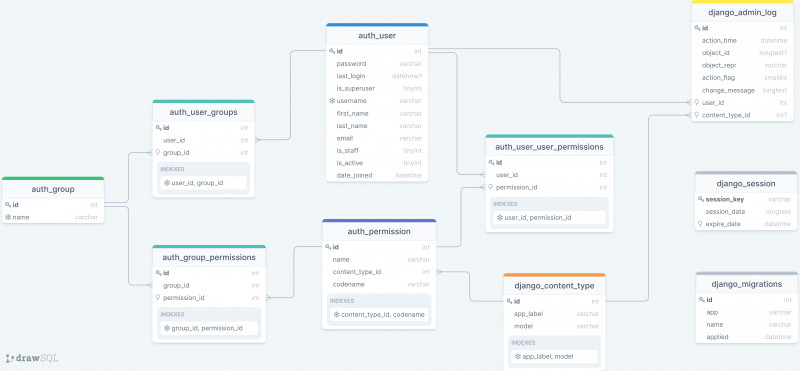 auth_user
id int
password varchar
last_login datetime?
is_superuser tinyint
username varchar
first_name varchar
last_name varchar
email varchar
is_staff tinyint
is_active tinyint
date_joined datetime
django_admin_log
id int
action_time datetime
object_id longtext?
object_repr varchar
action_flag smallint
change_message longtext
user_id int
content_type_id int?
auth_user_groups
id int
user_id int
group_id int
INDEXES
user_id, group_id
auth_user_user_permissions
id int
user_id int
permission_id int
INDEXES
user_id, permission_id
auth_group
id int
name varchar
django_session
session_key varchar
session_data longtext
expire_date datetime
auth_permission
id int
name varchar
content_type_id int
codename varchar
INDEXES
content_type_id, codename
auth_group_permissions
id int
group_id int
permission_id int
INDEXES
group_id, permission_id
django_content_type
id int
app_label varchar
model varchar
INDEXES
app_label, model
django_migrations
id int
app varchar
name varchar
applied datetime
drawSQL